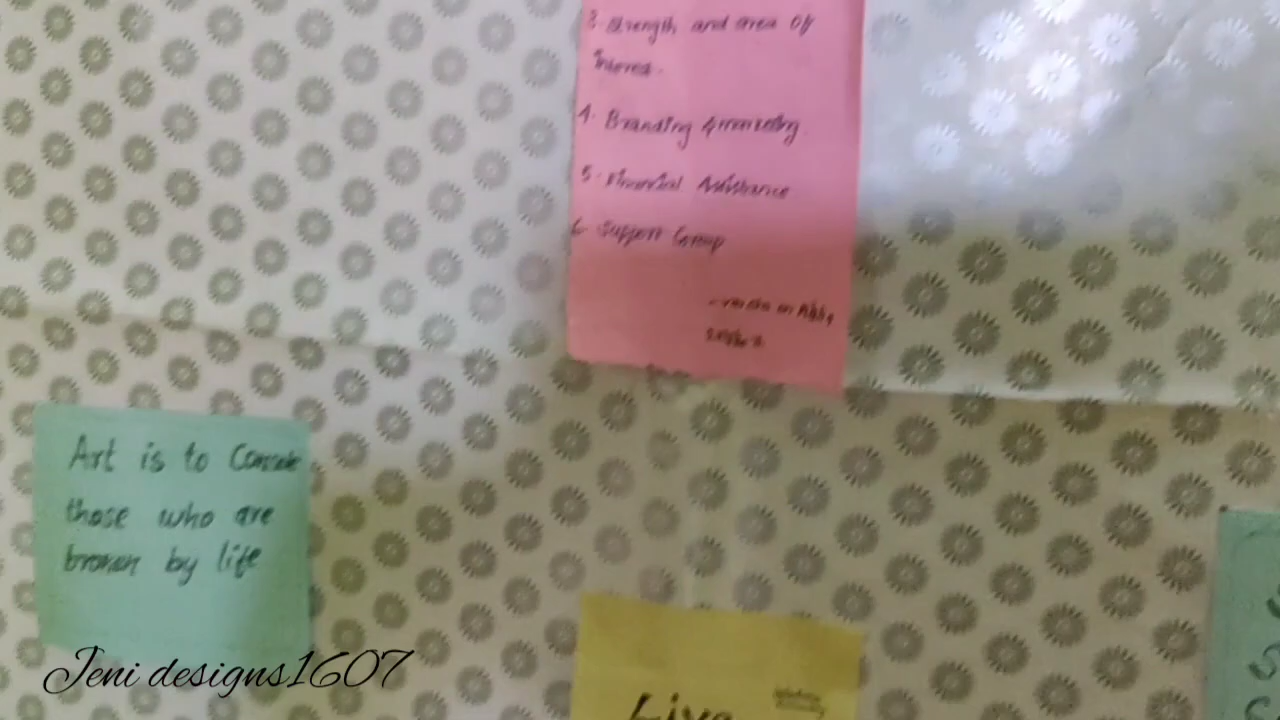 3. Strength and area of
interest.
4. Branding
5. Financial Assistance
6. Support Group
Art is to Console
those who are
broken by life
Jeni designs1607
Live